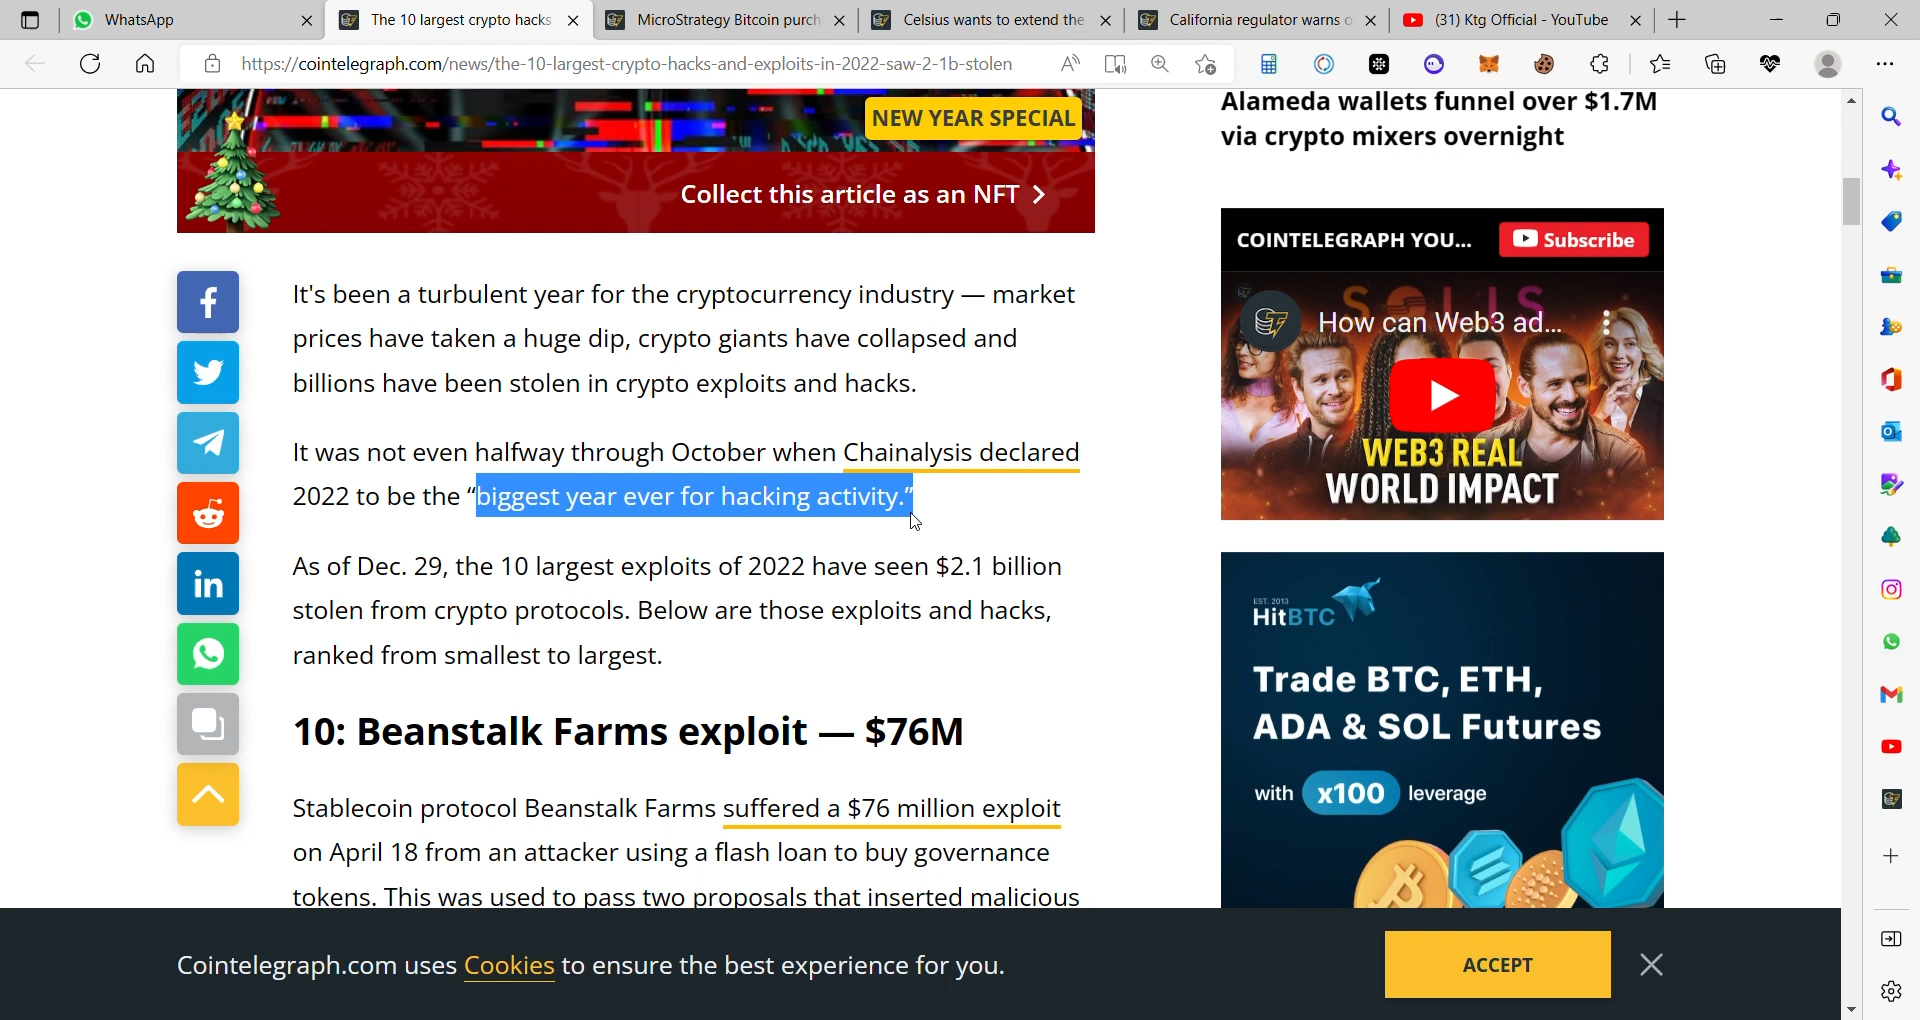 WhatsApp
The 10 largest crypto hacks
MicroStrategy Bitcoin purch
Celsius wants to extend the
California regulator warns o
(31) Ktg Official - YouTube
https://cointelegraph.com/news/the-10-largest-crypto-hacks-and-exploits-in-2022-saw-2-1b-stolen
NEW YEAR SPECIAL
Collect this article as an NFT
It's been a turbulent year for the cryptocurrency industry — market
prices have taken a huge dip, crypto giants have collapsed and
billions have been stolen in crypto exploits and hacks.
It was not even halfway through October when Chainalysis declared
2022 to be the “biggest year ever for hacking activity.”
As of Dec. 29, the 10 largest exploits of 2022 have seen $2.1 billion
stolen from crypto protocols. Below are those exploits and hacks,
ranked from smallest to largest.
10: Beanstalk Farms exploit — $76M
Stablecoin protocol Beanstalk Farms suffered a $76 million exploit
on April 18 from an attacker using a flash loan to buy governance
tokens. This was used to pass two proposals that inserted malicious
Alameda wallets funnel over $1.7M
via crypto mixers overnight
COINTELEGRAPH YOU...
Subscribe
How can Web3 ad...
WEB3 REAL
WORLD IMPACT
EST. 2013
HitBTC
Trade BTC, ETH,
ADA & SOL Futures
with x100 leverage
Cointelegraph.com uses Cookies to ensure the best experience for you.
ACCEPT